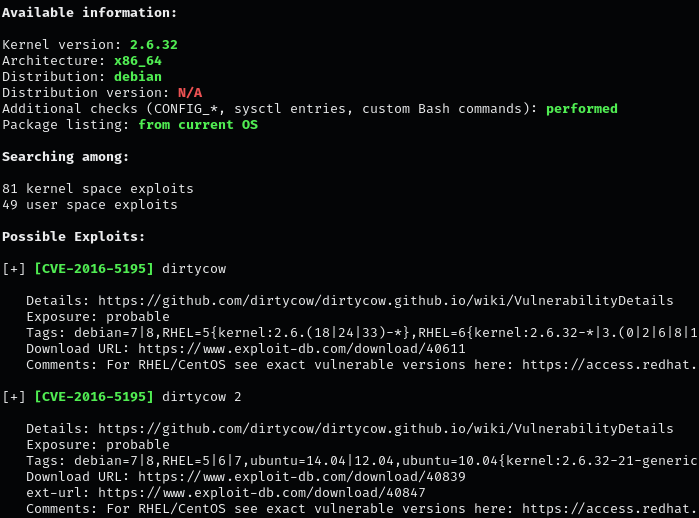 Available information:
Kernel version: 2.6.32
Architecture: x86_64
Distribution: debian
Distribution version: N/A
Additional checks (CONFIG_*, sysctl entries, custom Bash commands): performed
Package listing: from current OS
Searching among:
81 kernel space exploits
49 user space exploits
Possible Exploits:
[+] [CVE-2016-5195] dirtycow
Details: https://github.com/dirtycow/dirtycow.github.io/wiki/VulnerabilityDetails
Exposure: probable
Tags: debian=7|8,RHEL=5{kernel:2.6.(18|24|33)-*},RHEL=6{kernel:2.6.32-*|3.(0|2|6|8|1
Download URL: https://www.exploit-db.com/download/40611
Comments: For RHEL/CentOS see exact vulnerable versions here: https://access.redhat.
[+] [CVE-2016-5195] dirtycow 2
Details: https://github.com/dirtycow/dirtycow.github.io/wiki/VulnerabilityDetails
Exposure: probable
Tags: debian=7|8,RHEL=5|6|7,ubuntu=14.04|12.04,ubuntu=10.04{kernel:2.6.32-21-generic
Download URL: https://www.exploit-db.com/download/40839
ext-url: https://www.exploit-db.com/download/40847
Comments: For RHEL/CentOS see exact vulnerable versions here: https://access.redhat.